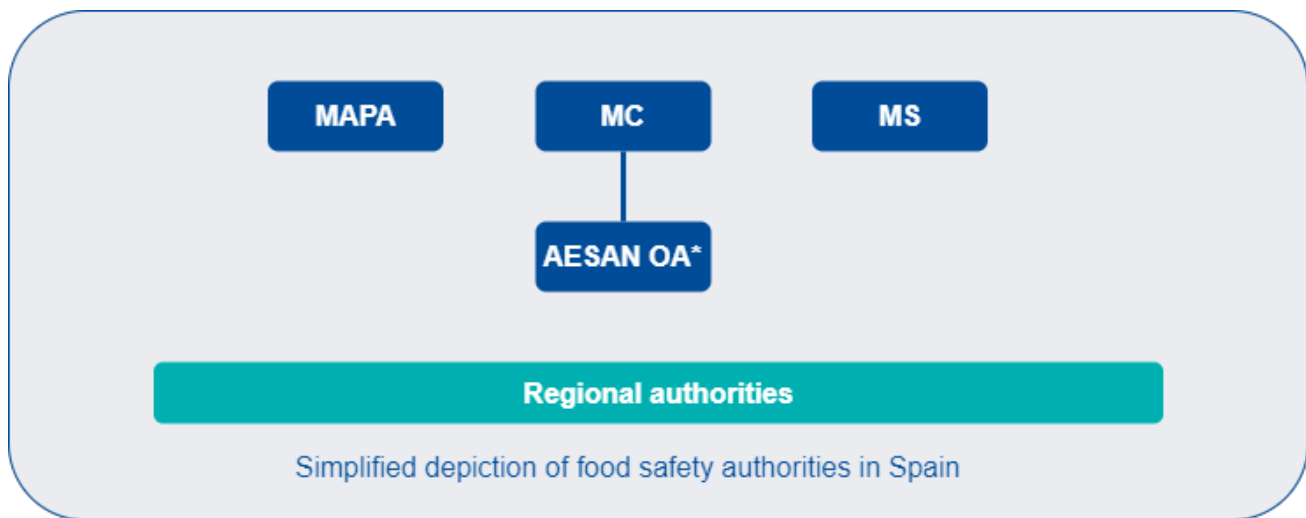 MAPA
MC
MS
AESAN OA*
Regional authorities
Simplified depiction of food safety authorities in Spain